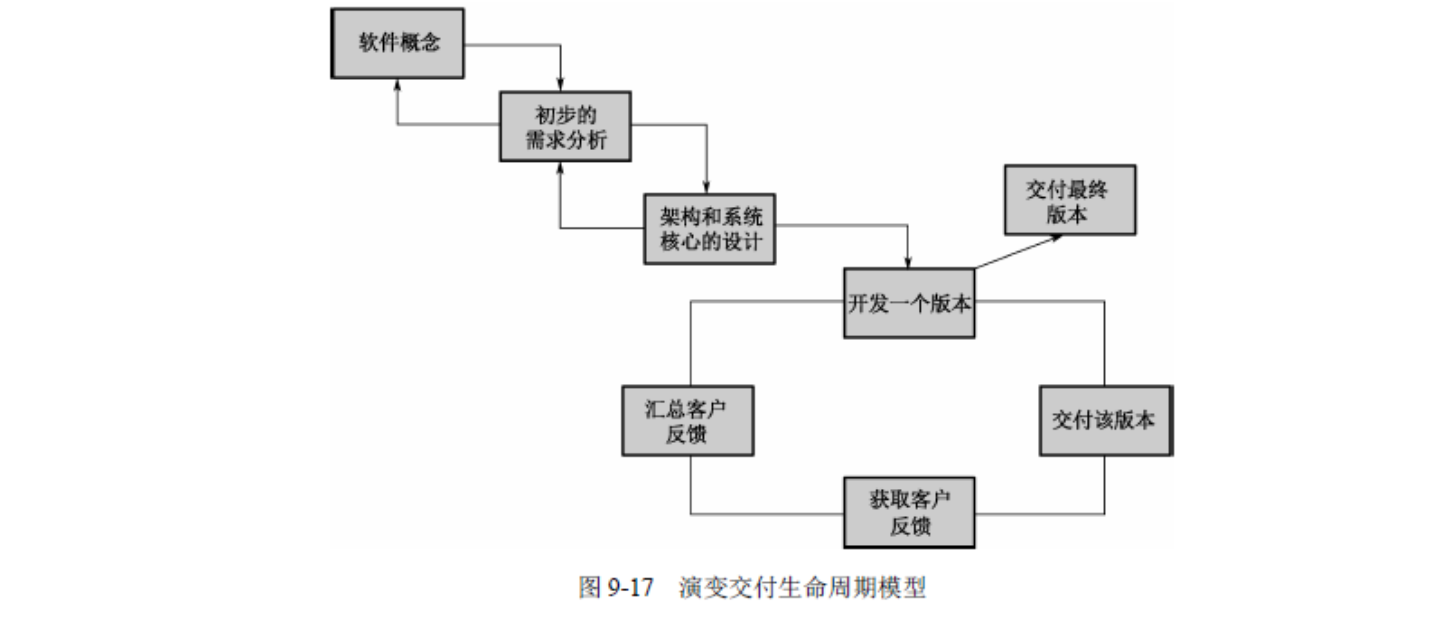 软件概念
初步的
需求分析
架构和系统
核心的设计
交付最终
版本
开发一个版本
汇总客户
反馈
交付该版本
获取客户
反馈
图 9-17 演变交付生命周期模型